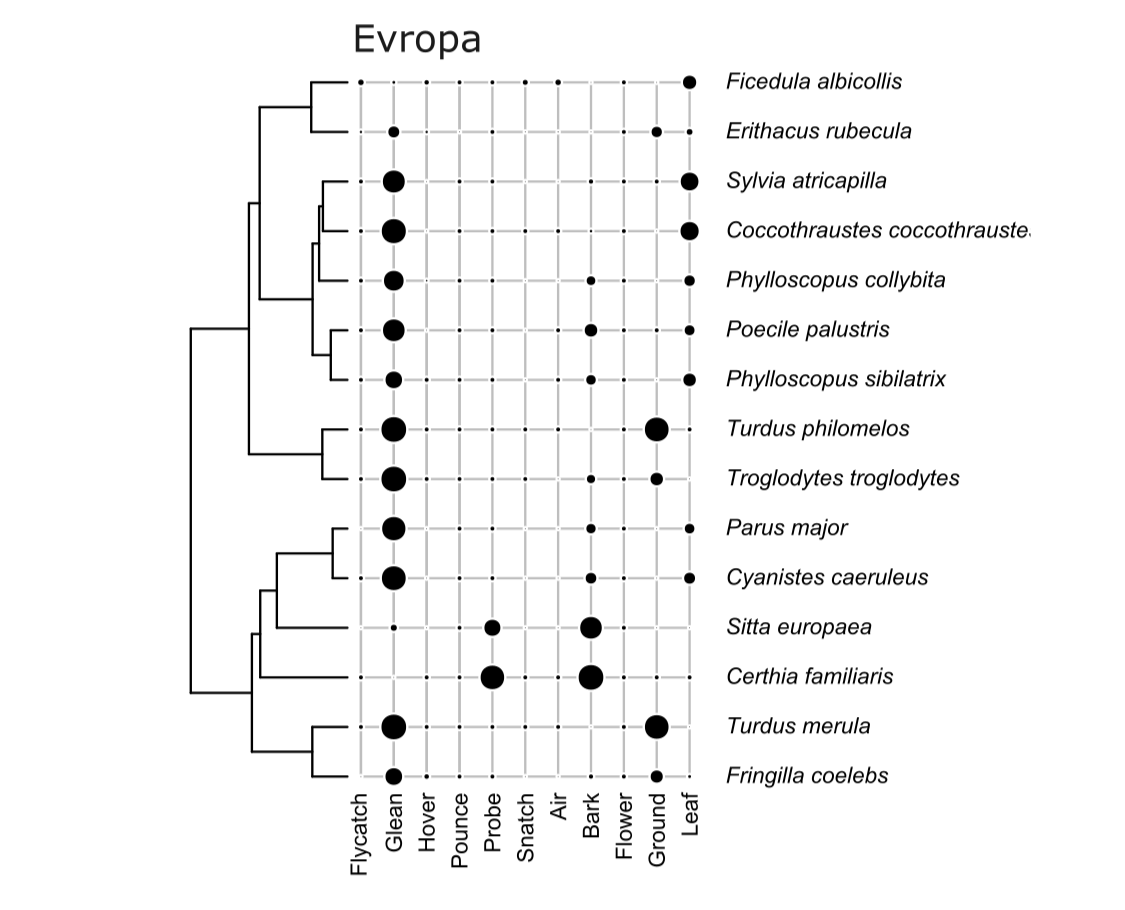 Evropa
Ficedula albicollis
Erithacus rubecula
Sylvia atricapilla
Coccothraustes coccothrauste
Phylloscopus collybita
Poecile palustris
Phylloscopus sibilatrix
Turdus philomelos
Troglodytes troglodytes
Parus major
Cyanistes caeruleus
Sitta europaea
Certhia familiaris
Turdus merula
Fringilla coelebs
Flycatch
Glean
Hover
Pounce
Probe
Snatch
Air
Bark
Flower
Ground
Leaf